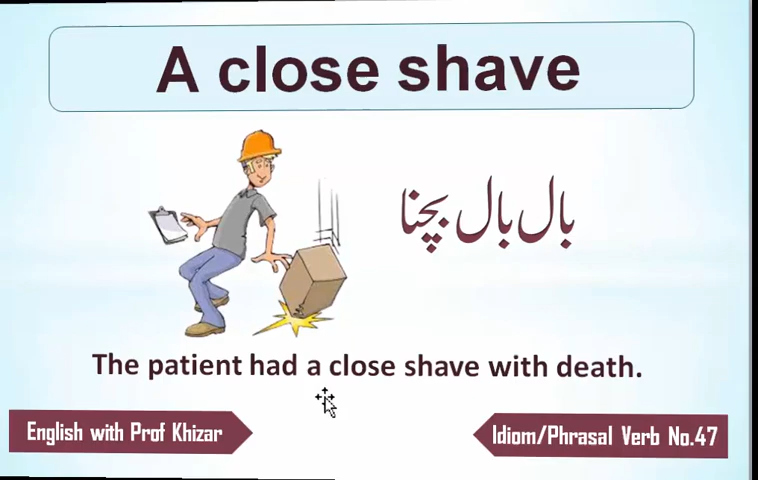 A close shave
بال بال بچنا
The patient had a close shave with death.
English with Prof Khizar
Idiom/Phrasal Verb No.47